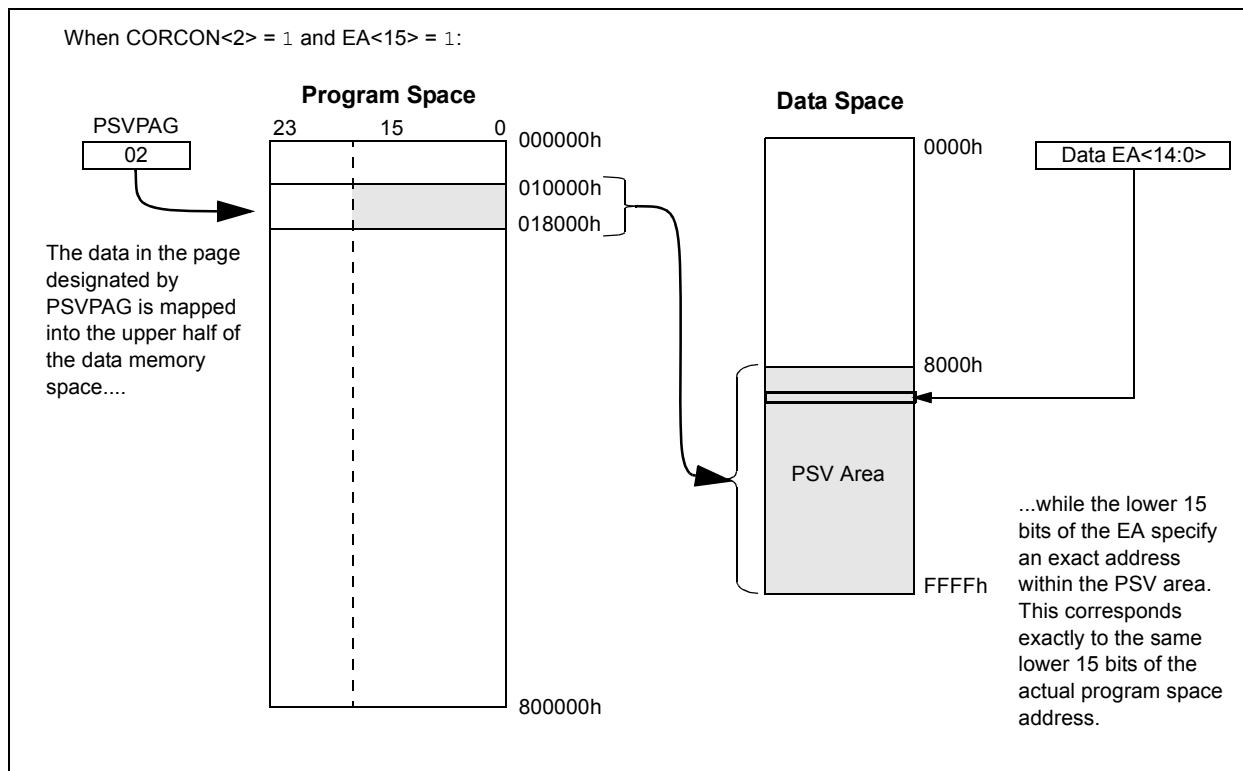 When CORCON<2> = 1 and EA<15> = 1:
Program Space
Data Space
PSVPAG
02
23 15 0
000000h
010000h
018000h
800000h
The data in the page
designated by
PSVPAG is mapped
into the upper half of
the data memory
space....
0000h
8000h
PSV Area
FFFFh
Data EA<14:0>
...while the lower 15
bits of the EA specify
an exact address
within the PSV area.
This corresponds
exactly to the same
lower 15 bits of the
actual program space
address.